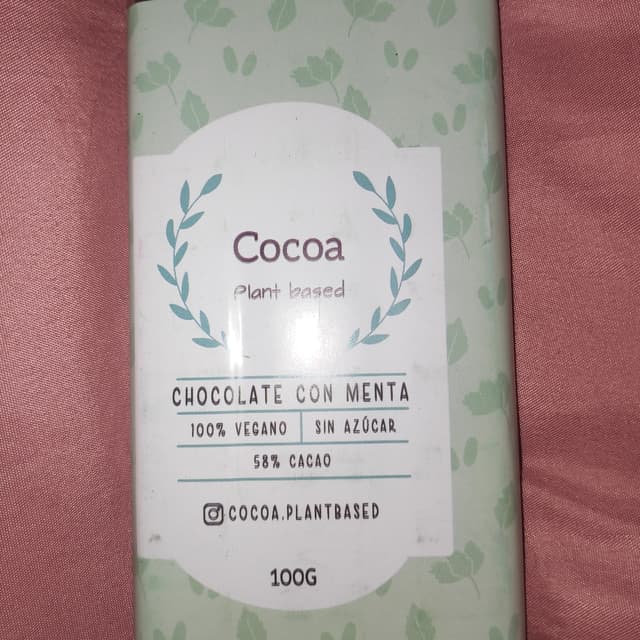 Cocoa
Plant based
CHOCOLATE CON MENTA
100% VEGANO SIN AZÚCAR
58% CACAO
COCOA.PLANTBASED
100G